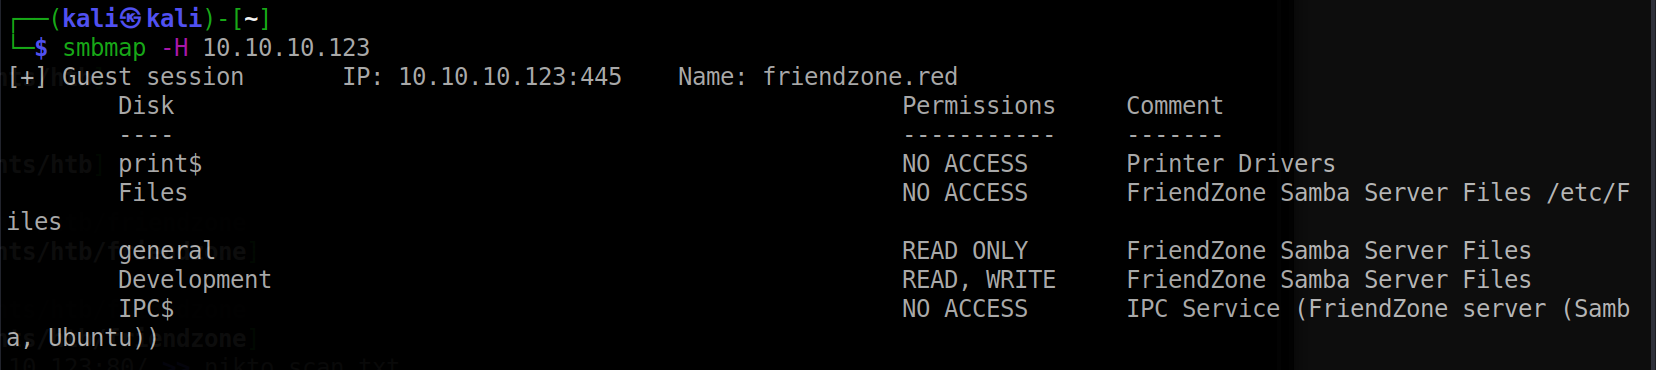 ┌──(kali㉿kali)-[~]
└─$ smbmap -H 10.10.10.123
[+] Guest session       IP: 10.10.10.123:445    Name: friendzone.red
Disk Permissions Comment
---- ----------- -------
print$ NO ACCESS Printer Drivers
Files NO ACCESS FriendZone Samba Server Files /etc/F
iles
general READ ONLY FriendZone Samba Server Files
Development READ, WRITE FriendZone Samba Server Files
IPC$ NO ACCESS IPC Service (FriendZone server (Samb
a, Ubuntu))